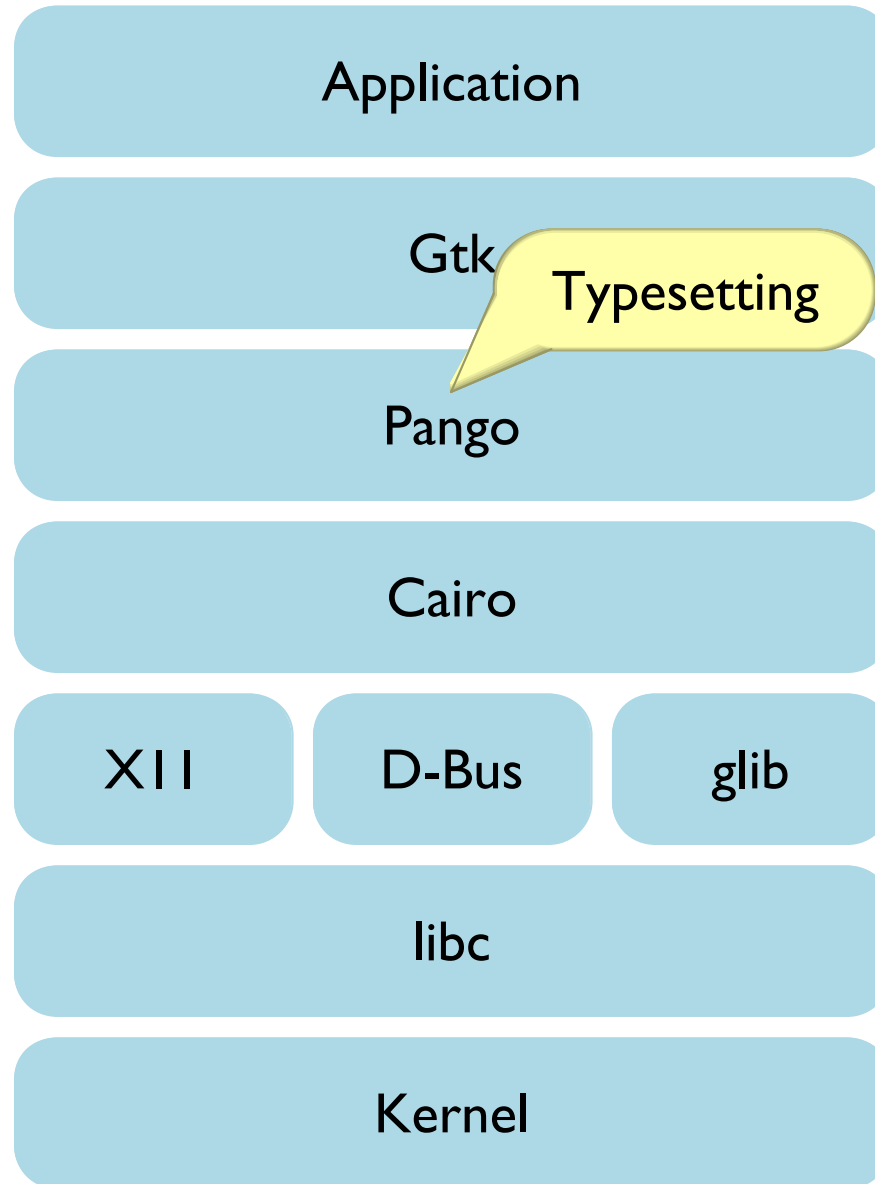 Application
Gtk
Typesetting
Pango
Cairo
X11 D-Bus glib
libc
Kernel